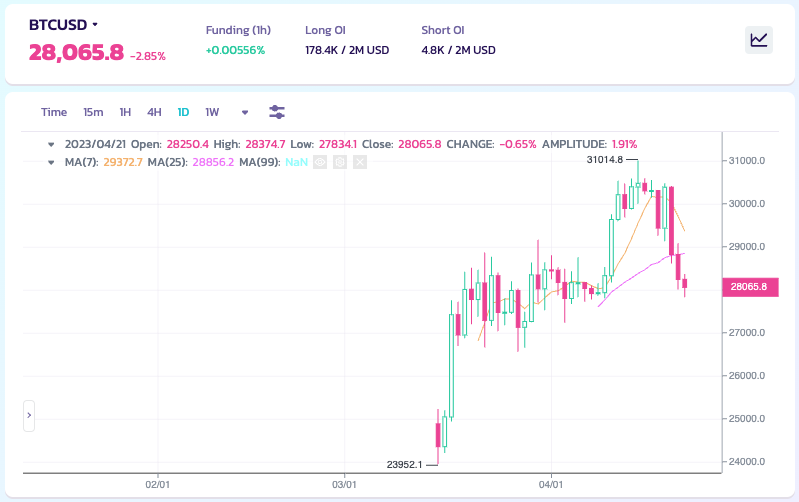 BTCUSD
28,065.8 -2.85%
Funding (1h)
+0.00556%
Long OI
178.4K / 2M USD
Short OI
4.8K / 2M USD
Time 15m 1H 4H 1D 1W
2023/04/21 Open: 28250.4 High: 28374.7 Low: 27834.1 Close: 28065.8 CHANGE: -0.65% AMPLITUDE: 1.91%
MA(7): 29372.7 MA(25): 28856.2 MA(99): NaN
31014.8
31000.0
30000.0
29000.0
28065.8
27000.0
26000.0
25000.0
24000.0
23952.1
02/01 03/01 04/01